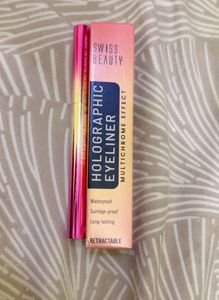 SWISS
BEAUTY
HOLOGRAPHIC
EYELINER
MULTICHROME EFFECT
Waterproof
Smudge-proof
Long lasting
RETRACTABLE